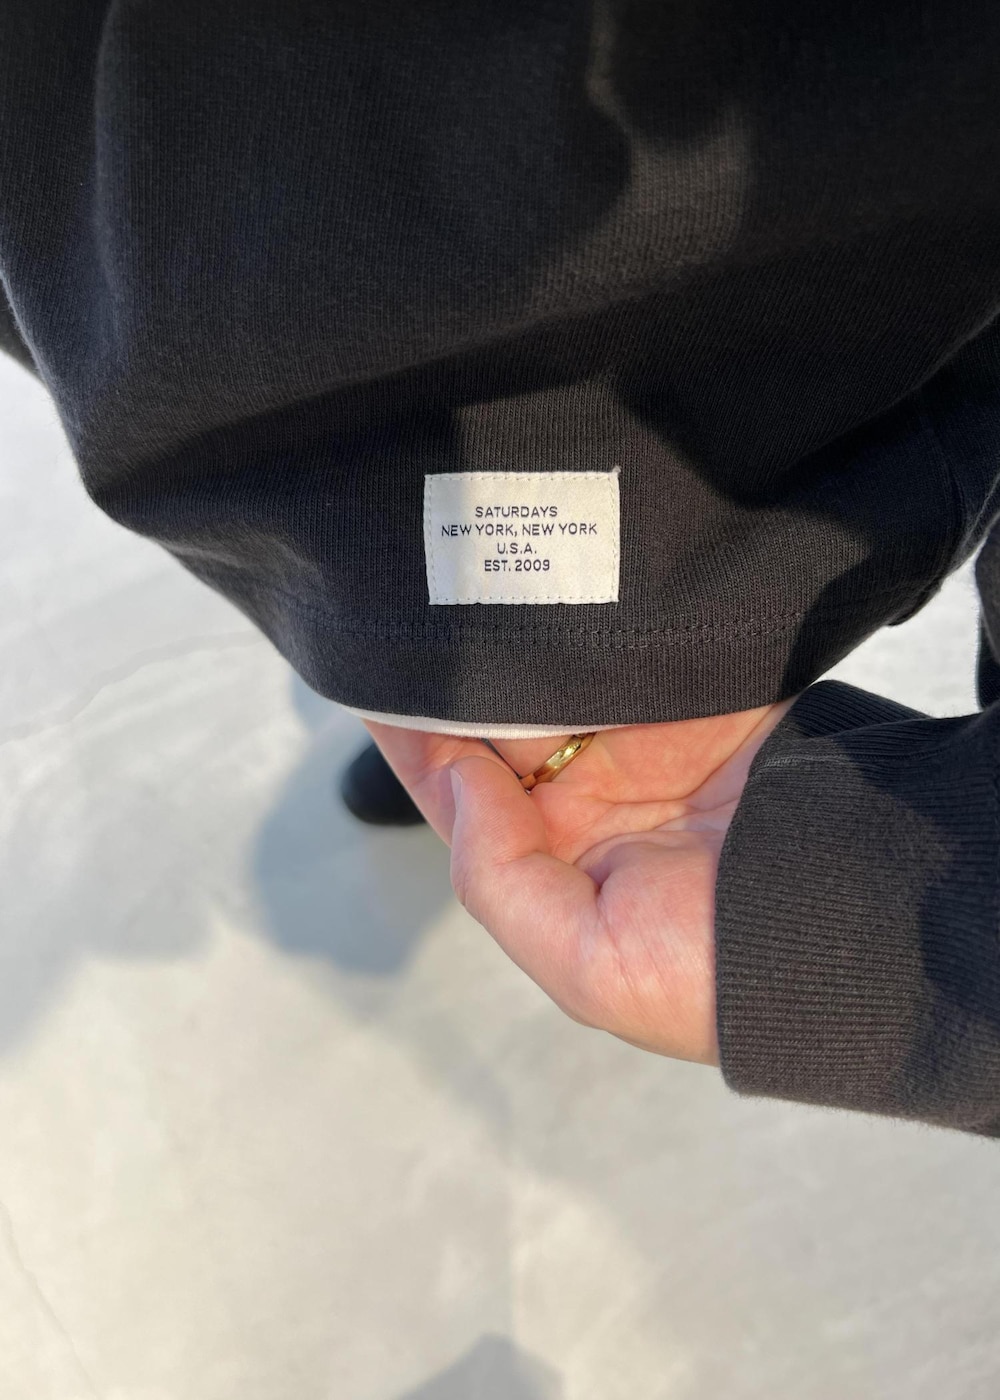 SATURDAYS
NEW YORK, NEW YORK
U.S.A.
EST. 2009